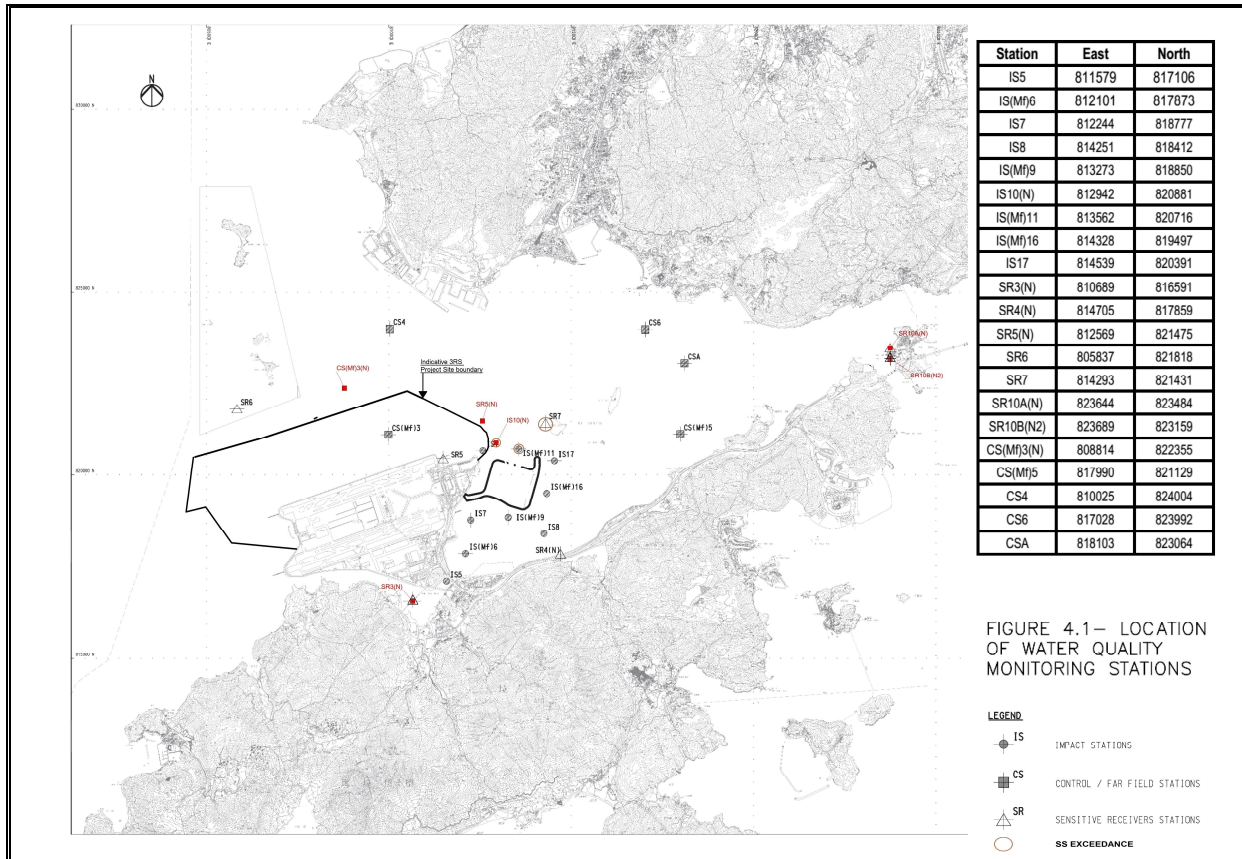 N
830000 N
825000 N
820000 N
CS4
CS6
CSA
SR10A(N)
SR10B(N2)
Indicative 3RS
Project Site boundary
CS(Mf)3(N)
SR6
SR5(N)
SR7
IS10(N)
CS(Mf)3
CS(Mf)5
SR5
IS(Mf)11
IS17
IS(Mf)16
IS7
IS(Mf)9
IS8
IS(Mf)6
SR4(N)
IS5
SR3(N)
Station East North
IS5 811579 817106
IS(Mf)6 812101 817873
IS7 812244 818777
IS8 814251 818412
IS(Mf)9 813273 818850
IS10(N) 812942 820881
IS(Mf)11 813562 820716
IS(Mf)16 814328 819497
IS17 814539 820391
SR3(N) 810689 816591
SR4(N) 814705 817859
SR5(N) 812569 821475
SR6 805837 821818
SR7 814293 821431
SR10A(N) 823644 823484
SR10B(N2) 823689 823159
CS(Mf)3(N) 808814 822355
CS(Mf)5 817990 821129
CS4 810025 824004
CS6 817028 823992
CSA 818103 823064
FIGURE 4.1– LOCATION
OF WATER QUALITY
MONITORING STATIONS
LEGEND
IS IMPACT STATIONS
CS CONTROL / FAR FIELD STATIONS
SR SENSITIVE RECEIVERS STATIONS
SS EXCEEDANCE